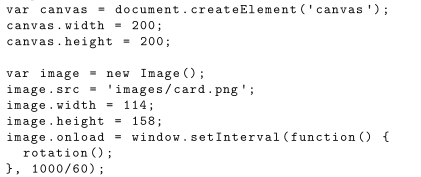 var canvas = document.createElement('canvas');
canvas.width = 200;
canvas.height = 200;

var image = new Image();
image.src = 'images/card.png';
image.width = 114;
image.height = 158;
image.onload = window.setInterval(function() {
  rotation();
}, 1000/60);